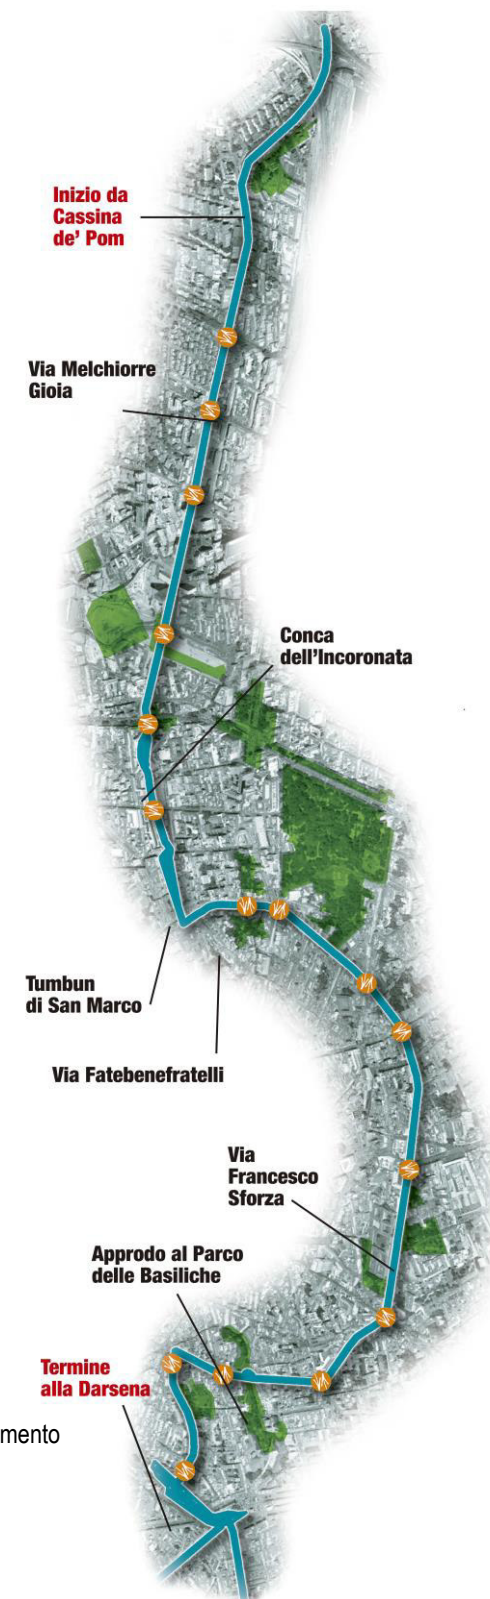 Inizio da
Cassina
de' Pom
Via Melchiorre
Gioia
Conca
dell'Incoronata
Tumbun
di San Marco
Via Fatebenefratelli
Via
Francesco
Sforza
Approdo al Parco
delle Basiliche
Termine
alla Darsena
mento